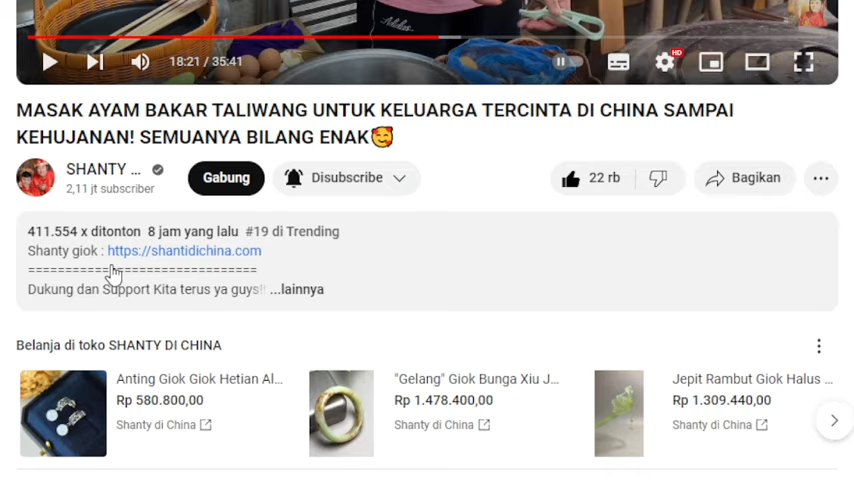 18:21 / 35:41
HD
MASAK AYAM BAKAR TALIWANG UNTUK KELUARGA TERCINTA DI CHINA SAMPAI
KEHUJANAN! SEMUANYA BILANG ENAK🥰
SHANTY ...
2,11 jt subscriber
Gabung
Disubscribe
22 rb
Bagikan
411.554 x ditonton 8 jam yang lalu #19 di Trending
Shanty giok : https://shantidichina.com
===============================
Dukung dan Support Kita terus ya guys!! ...lainnya
Belanja di toko SHANTY DI CHINA
Anting Giok Giok Hetian Al...
Rp 580.800,00
Shanty di China
"Gelang" Giok Bunga Xiu J...
Rp 1.478.400,00
Shanty di China
Jepit Rambut Giok Halus ...
Rp 1.309.440,00
Shanty di China